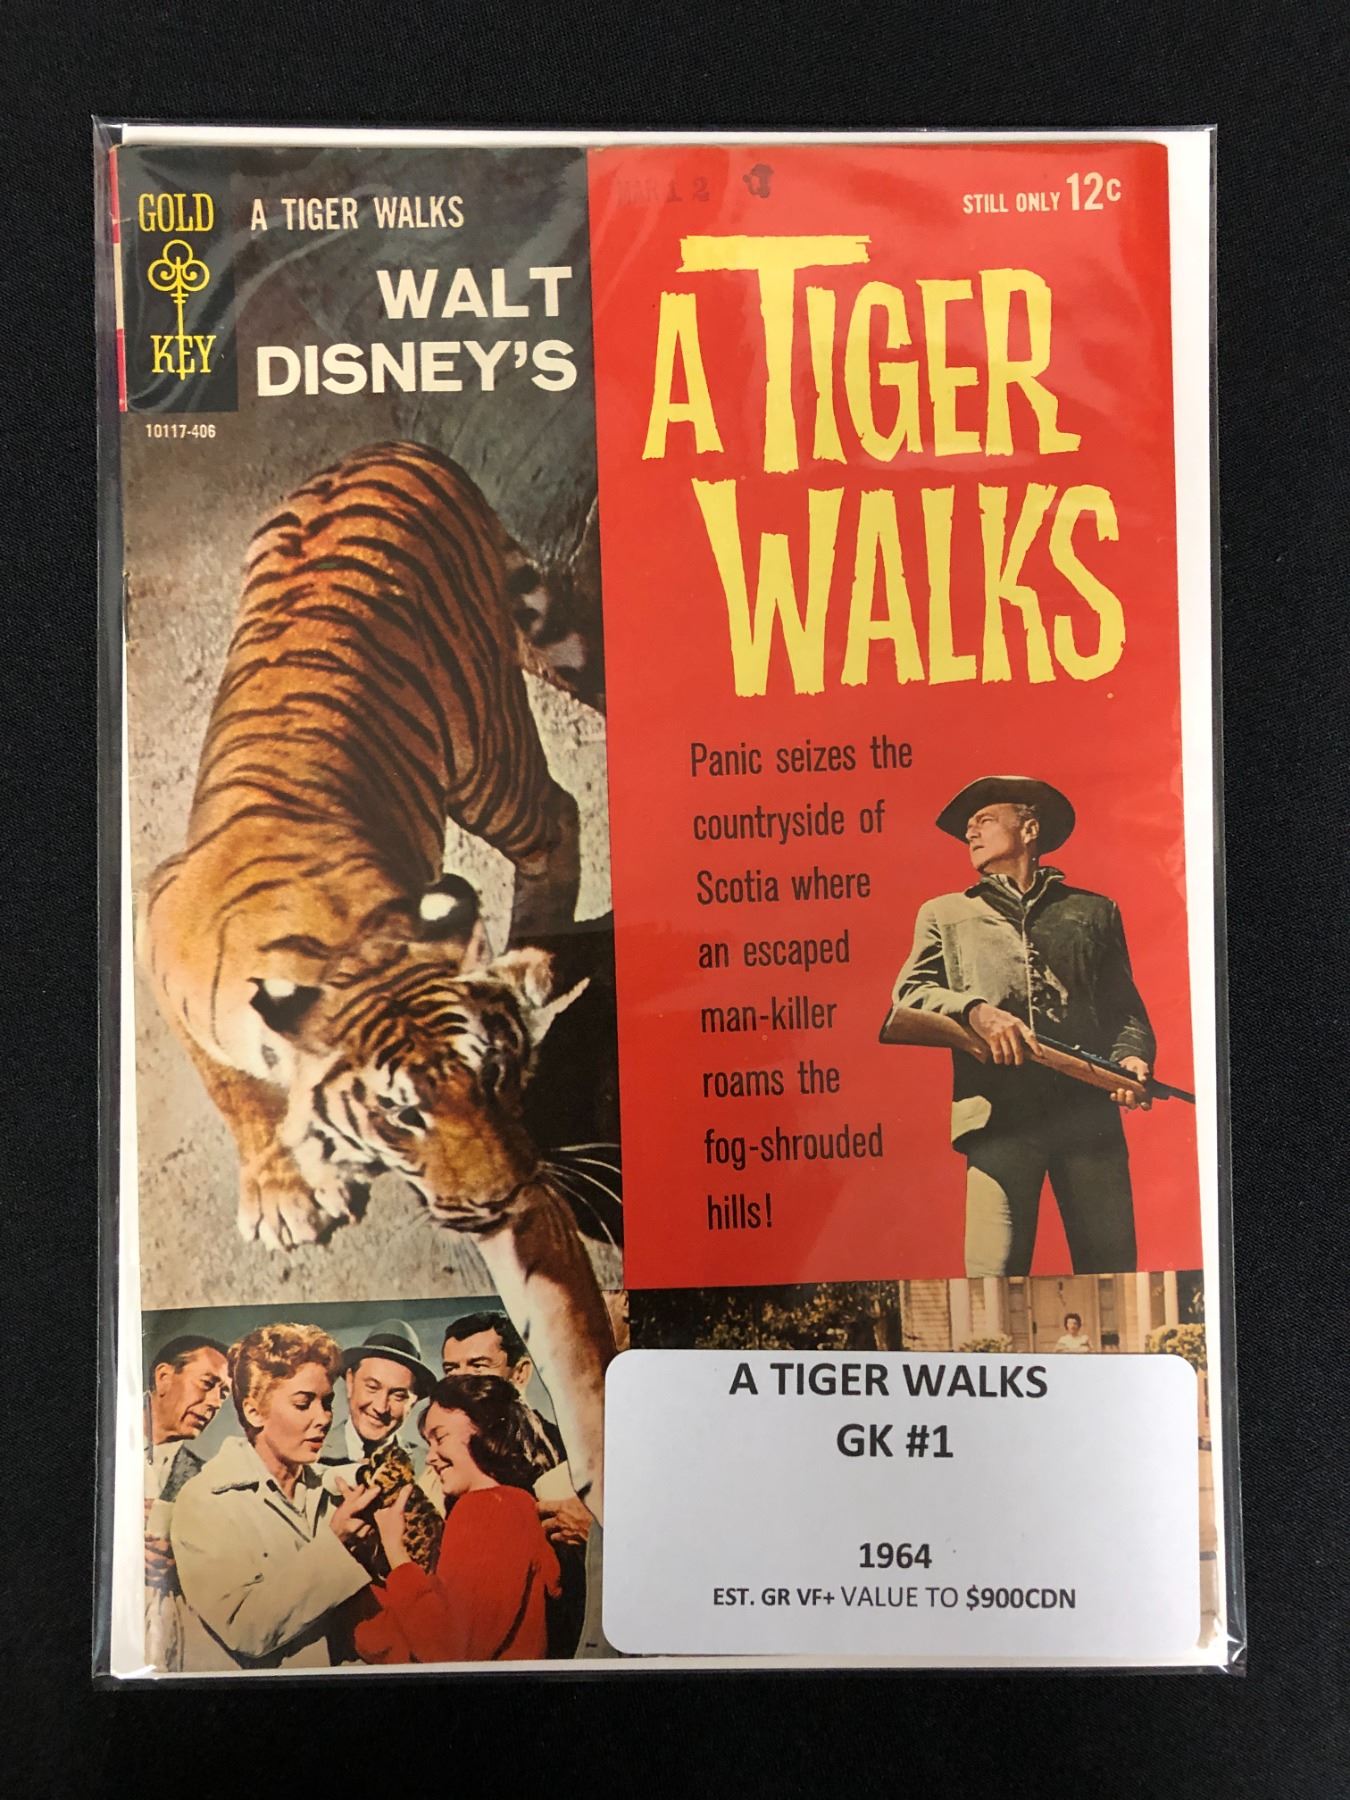 GOLD
KEY
A TIGER WALKS
WALT
DISNEY'S
10117-406
MAR 12
STILL ONLY 12¢
A TIGER
WALKS
Panic seizes the
countryside of
Scotia where
an escaped
man-killer
roams the
fog-shrouded
hills!
A TIGER WALKS
GK #1
1964
EST. GR VF+ VALUE TO $900CDN